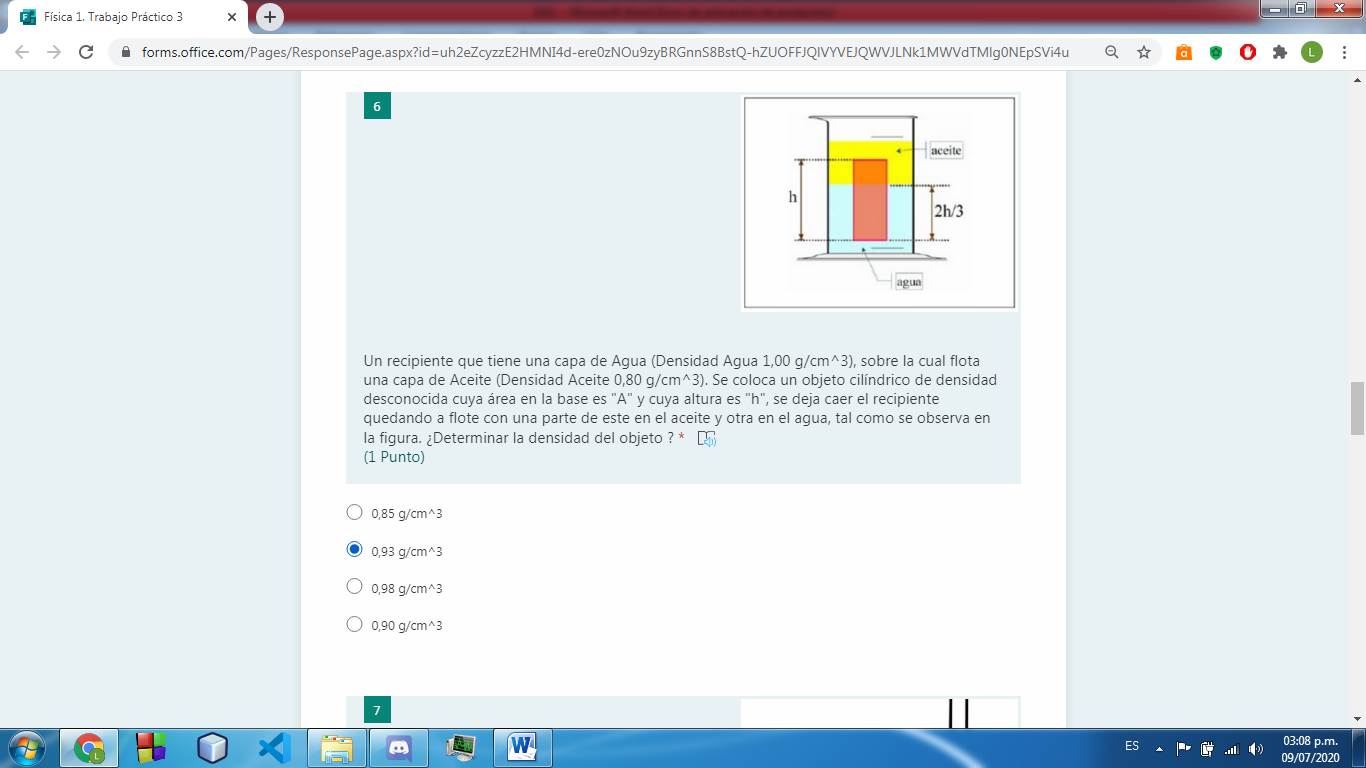 Física 1. Trabajo Práctico 3
forms.office.com/Pages/ResponsePage.aspx?id=uh2eZcyzzE2HMNI4d-ere0zNOu9zyBRGnnS8BstQ-hZUOFFJQlVYVEJQWVJLNk1MWVdTMlg0NEpSVi4u
L
6
aceite
h
2h/3
agua
Un recipiente que tiene una capa de Agua (Densidad Agua 1,00 g/cm^3), sobre la cual flota
una capa de Aceite (Densidad Aceite 0,80 g/cm^3). Se coloca un objeto cilíndrico de densidad
desconocida cuya área en la base es "A" y cuya altura es "h", se deja caer el recipiente
quedando a flote con una parte de este en el aceite y otra en el agua, tal como se observa en
la figura. ¿Determinar la densidad del objeto ? *
(1 Punto)
0,85 g/cm^3
0,93 g/cm^3
0,98 g/cm^3
0,90 g/cm^3
7
ES
03:08 p.m.
09/07/2020